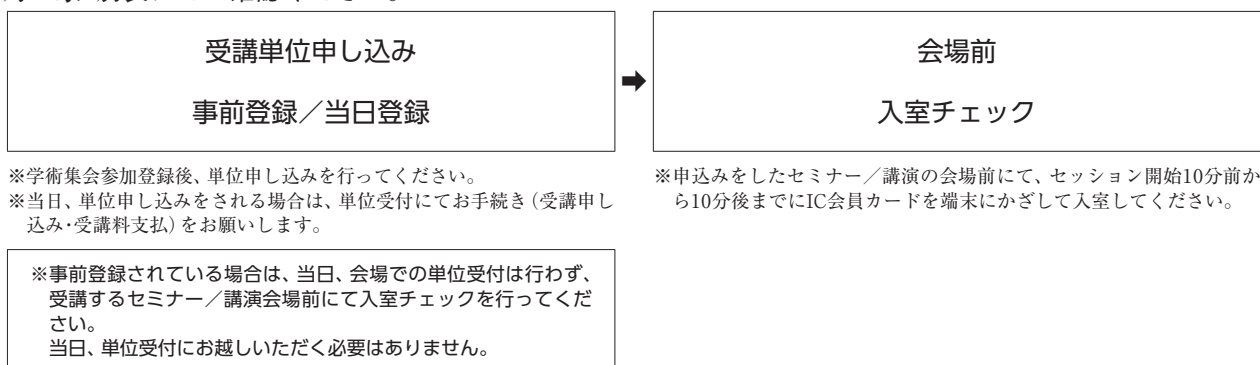 受講単位申し込み
事前登録／当日登録
➡
会場前
入室チェック
※学術集会参加登録後、単位申し込みを行ってください。
※当日、単位申し込みをされる場合は、単位受付にてお手続き（受講申し
込み・受講料支払）をお願いします。
※申込みをしたセミナー／講演の会場前にて、セッション開始10分前か
ら10分後までにIC会員カードを端末にかざして入室してください。
※事前登録されている場合は、当日、会場での単位受付は行わず、
受講するセミナー／講演会場前にて入室チェックを行ってくだ
さい。
当日、単位受付にお越しいただく必要はありません。